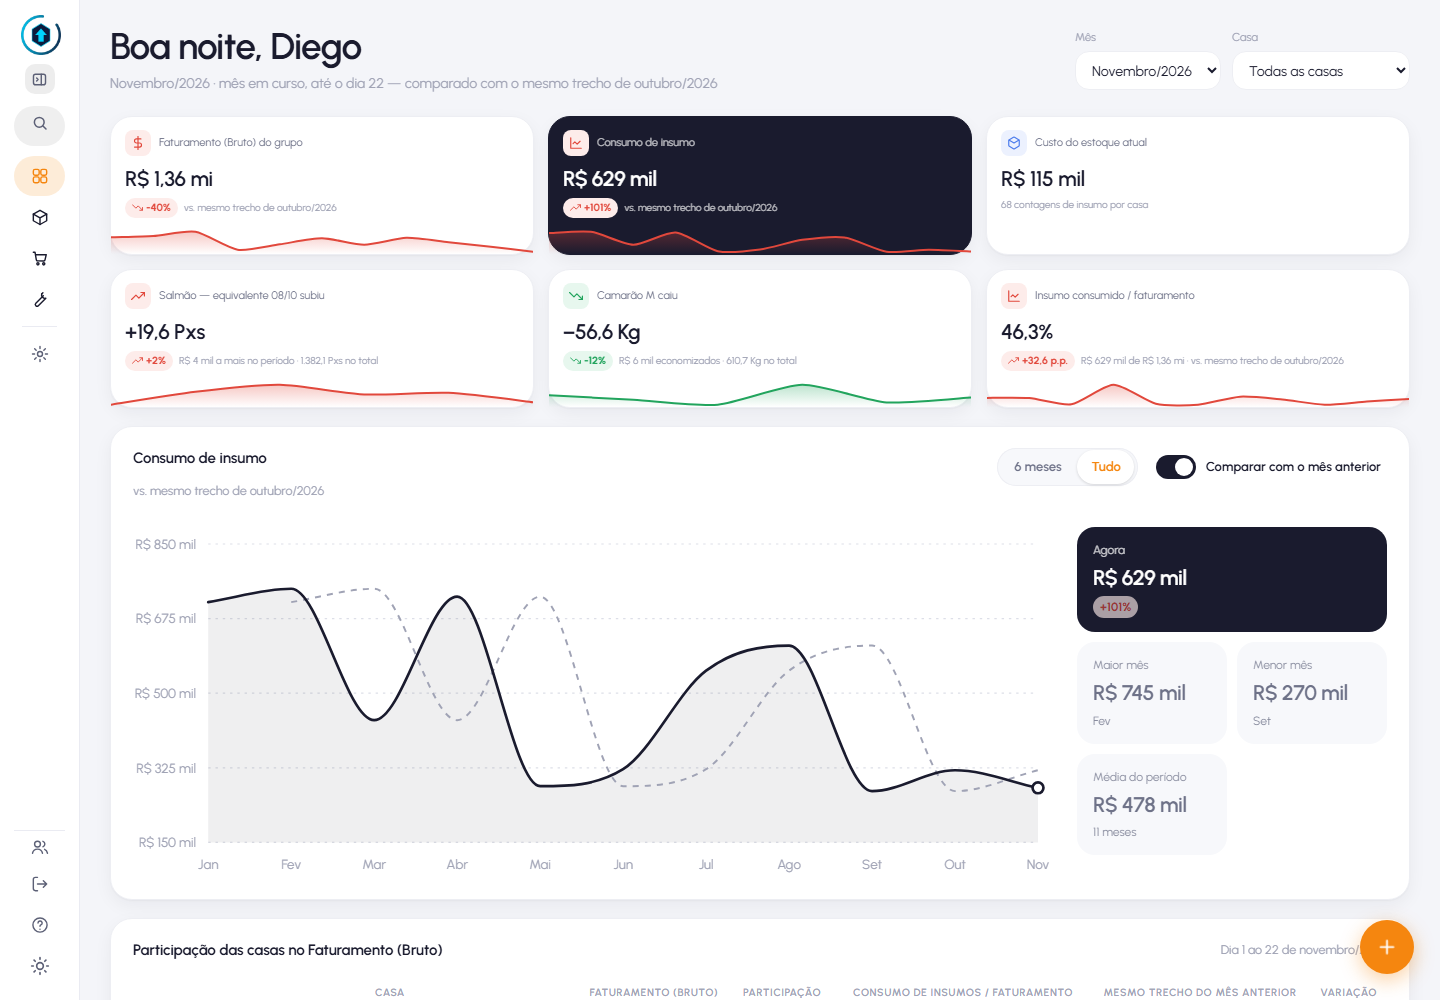 Boa noite, Diego
Novembro/2026 · mês em curso, até o dia 22 — comparado com o mesmo trecho de outubro/2026
Mês
Novembro/2026
Casa
Todas as casas
Faturamento (Bruto) do grupo
R$ 1,36 mi
-40% vs. mesmo trecho de outubro/2026
Consumo de insumo
R$ 629 mil
+101% vs. mesmo trecho de outubro/2026
Custo do estoque atual
R$ 115 mil
68 contagens de insumo por casa
Salmão — equivalente 08/10 subiu
+19,6 Pxs
+2% R$ 4 mil a mais no período · 1.382,1 Pxs no total
Camarão M caiu
−56,6 Kg
-12% R$ 6 mil economizados · 610,7 Kg no total
Insumo consumido / faturamento
46,3%
+32,6 p.p. R$ 629 mil de R$ 1,36 mi · vs. mesmo trecho de outubro/2026
Consumo de insumo
vs. mesmo trecho de outubro/2026
6 meses Tudo Comparar com o mês anterior
R$ 850 mil
R$ 675 mil
R$ 500 mil
R$ 325 mil
R$ 150 mil
Jan Fev Mar Abr Mai Jun Jul Ago Set Out Nov
Agora
R$ 629 mil
+101%
Maior mês
R$ 745 mil
Fev
Menor mês
R$ 270 mil
Set
Média do período
R$ 478 mil
11 meses
Participação das casas no Faturamento (Bruto)
Dia 1 ao 22 de novembro/
CASA FATURAMENTO (BRUTO) PARTICIPAÇÃO CONSUMO DE INSUMOS / FATURAMENTO MESMO TRECHO DO MÊS ANTERIOR VARIAÇÃO